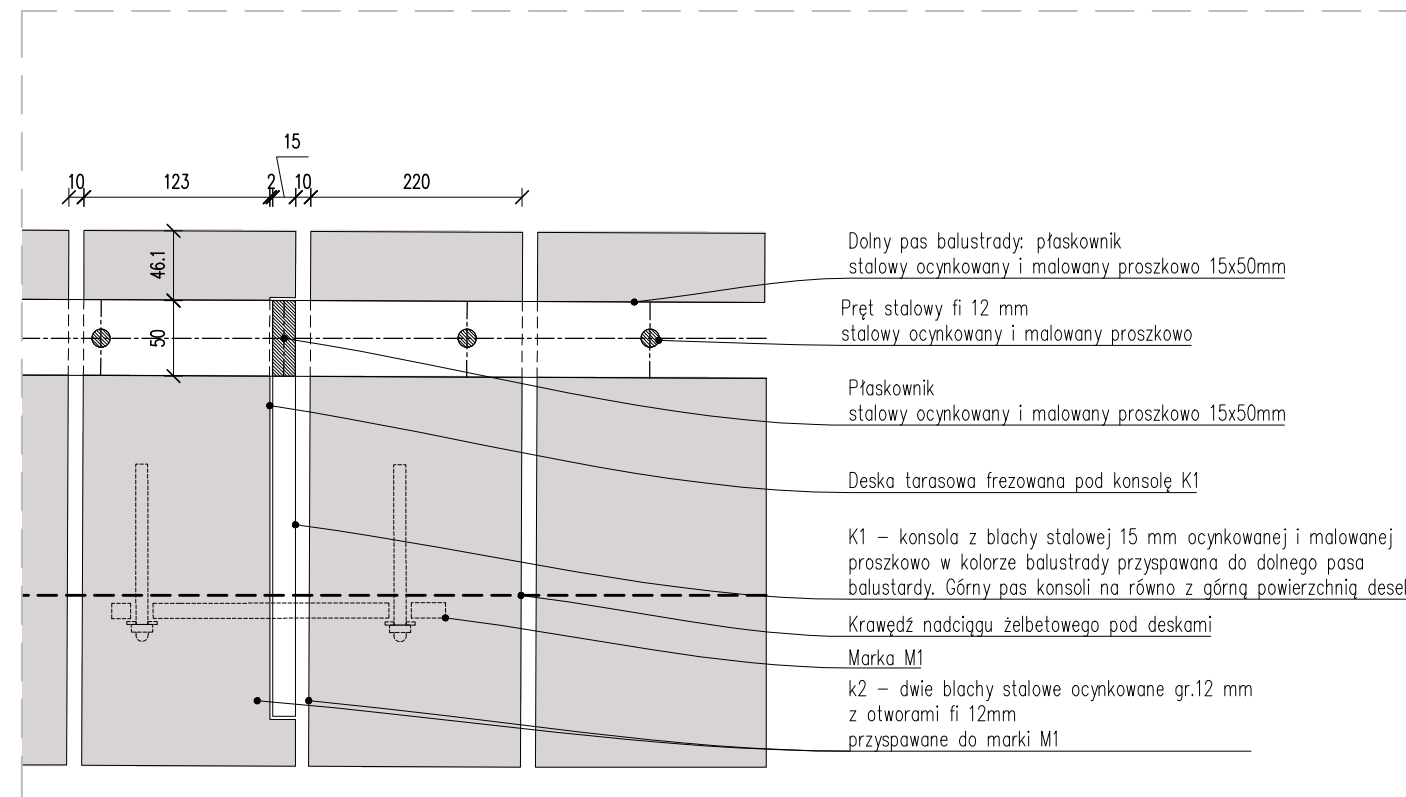 15
10
123
2
10
220
46.1
50
Dolny pas balustrady: płaskownik
stalowy ocynkowany i malowany proszkowo 15x50mm
Pręt stalowy fi 12 mm
stalowy ocynkowany i malowany proszkowo
Płaskownik
stalowy ocynkowany i malowany proszkowo 15x50mm
Deska tarasowa frezowana pod konsolę K1
K1 – konsola z blachy stalowej 15 mm ocynkowanej i malowanej
proszkowo w kolorze balustrady przyspawana do dolnego pasa
balustardy. Górny pas konsoli na równo z górną powierzchnią desek
Krawędź nadciągu żelbetowego pod deskami
Marka M1
k2 – dwie blachy stalowe ocynkowane gr.12 mm
z otworami fi 12mm
przyspawane do marki M1